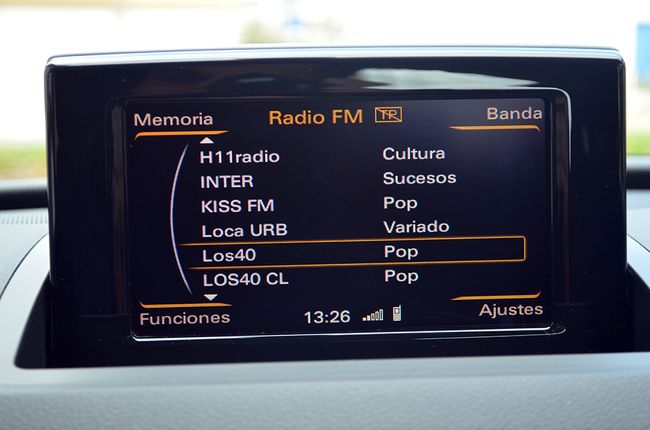 Memoria Radio FM TP Banda
H11radio Cultura
INTER Sucesos
KISS FM Pop
Loca URB Variado
Los40 Pop
LOS40 CL Pop
Funciones 13:26 Ajustes